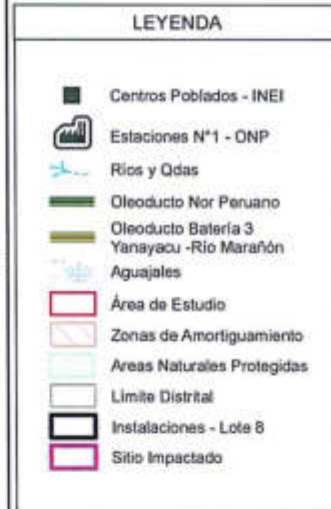 LEYENDA
Centros Poblados - INEI
Estaciones N°1 - ONP
Rios y Qdas
Oleoducto Nor Peruano
Oleoducto Batería 3
Yanayacu -Río Marañón
Aguajales
Área de Estudio
Zonas de Amortiguamiento
Areas Naturales Protegidas
Limite Distrital
Instalaciones - Lote 8
Sitio Impactado